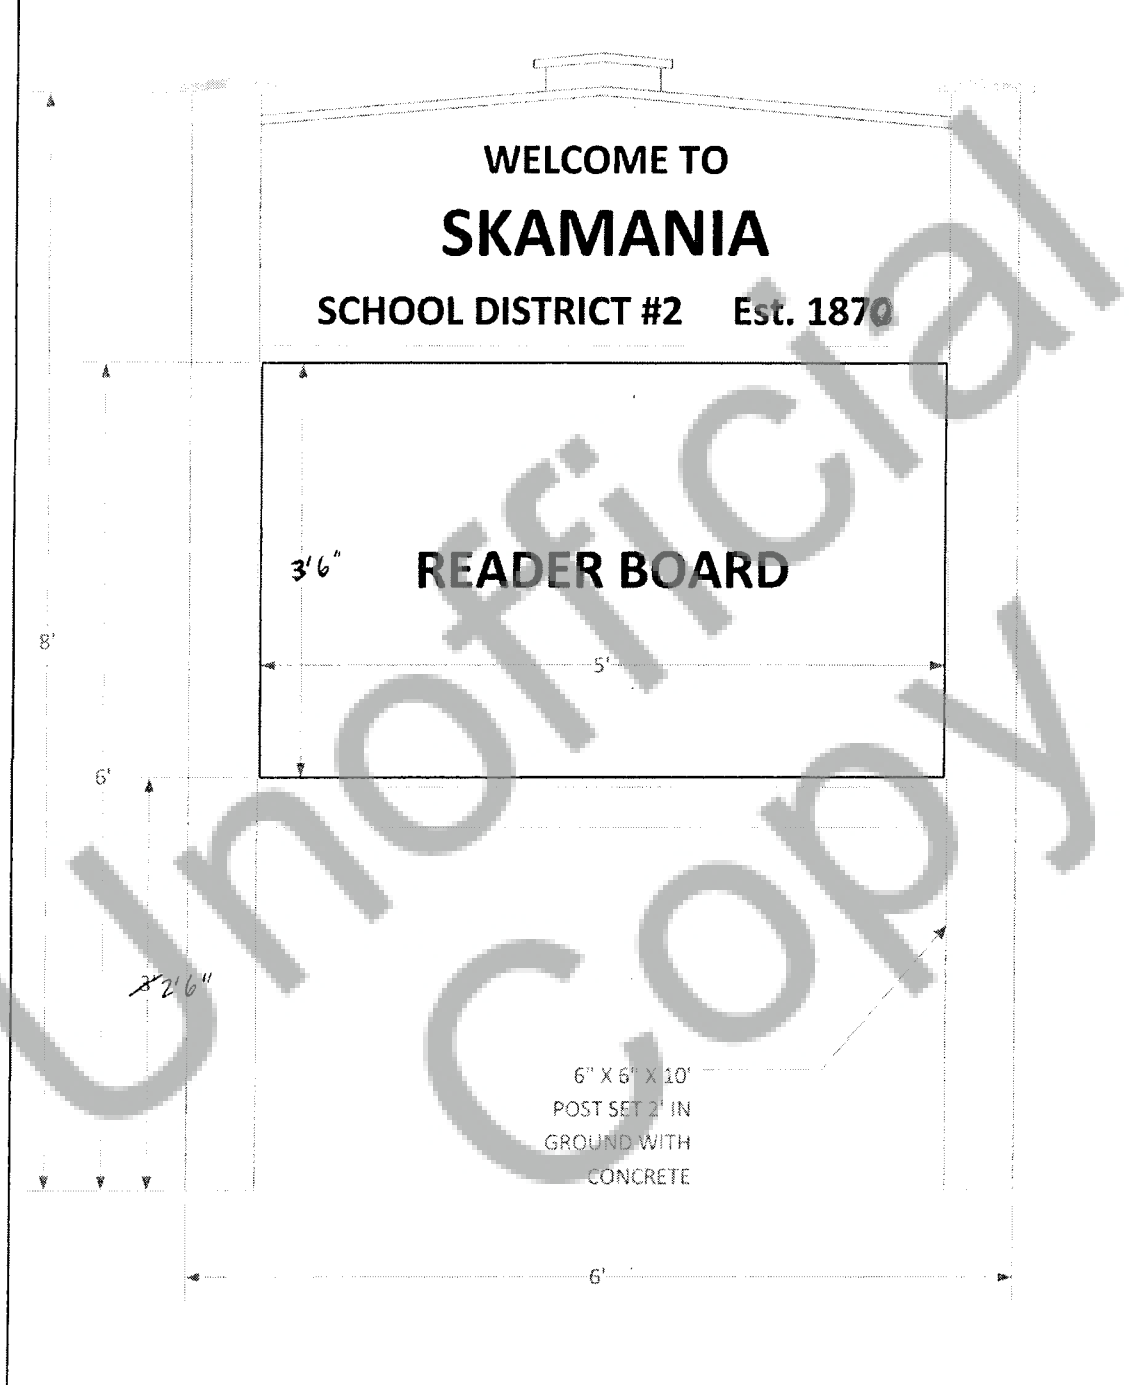 WELCOME TO
SKAMANIA
SCHOOL DISTRICT #2 Est. 1870
3'6"
READER BOARD
8'
5'
6'
3' 2'6"
6" X 6" X 10'
POST SET 2' IN
GROUND WITH
CONCRETE
6'
Unofficial
Copy